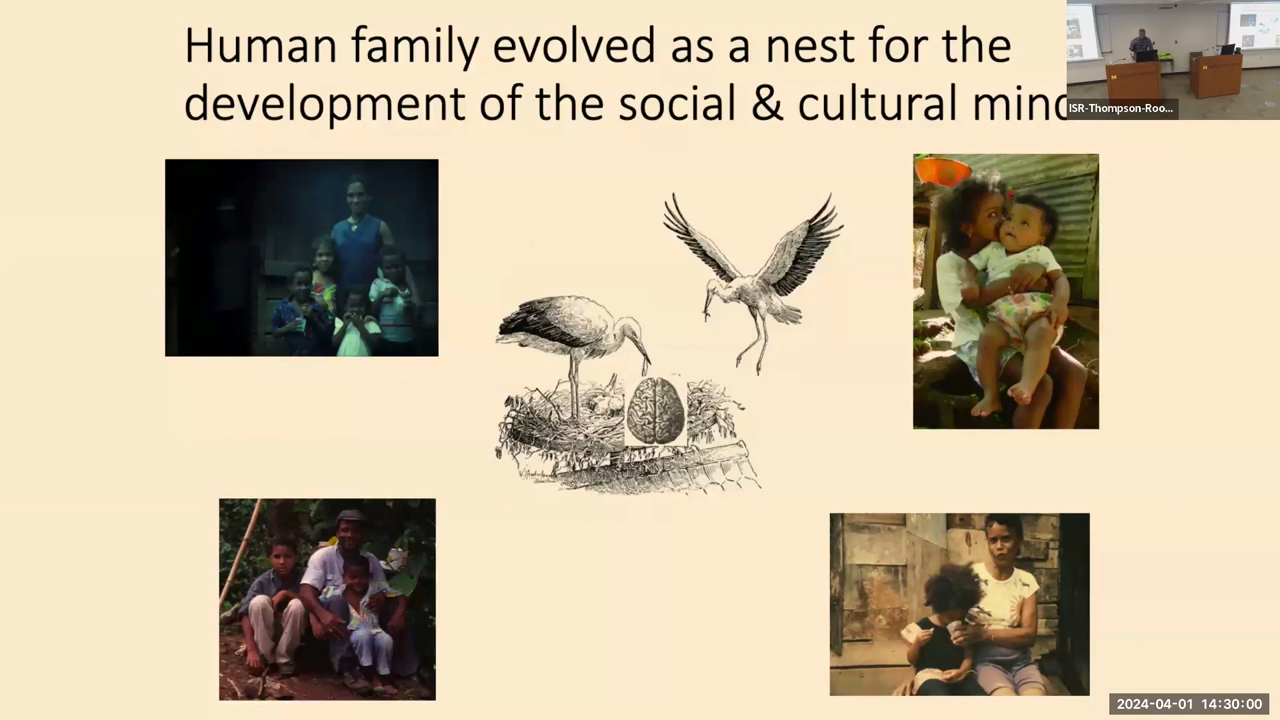 Human family evolved as a nest for the
development of the social & cultural mind
ISR-Thompson-Roo...
2024-04-01 14:30:00